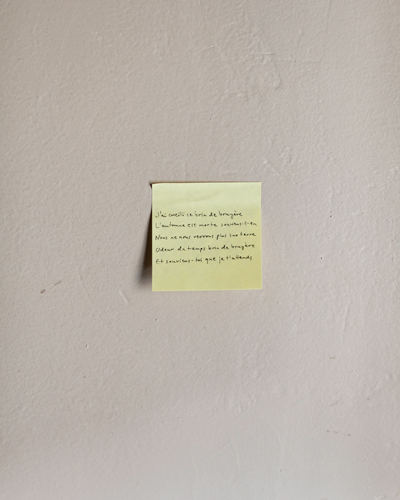 J'ai cueilli ce brin de bruyère
L'automne est morte souviens-t-en
Nous ne nous verrons plus sur terre
Odeur du temps brin de bruyère
Et souviens-toi que je t'attends